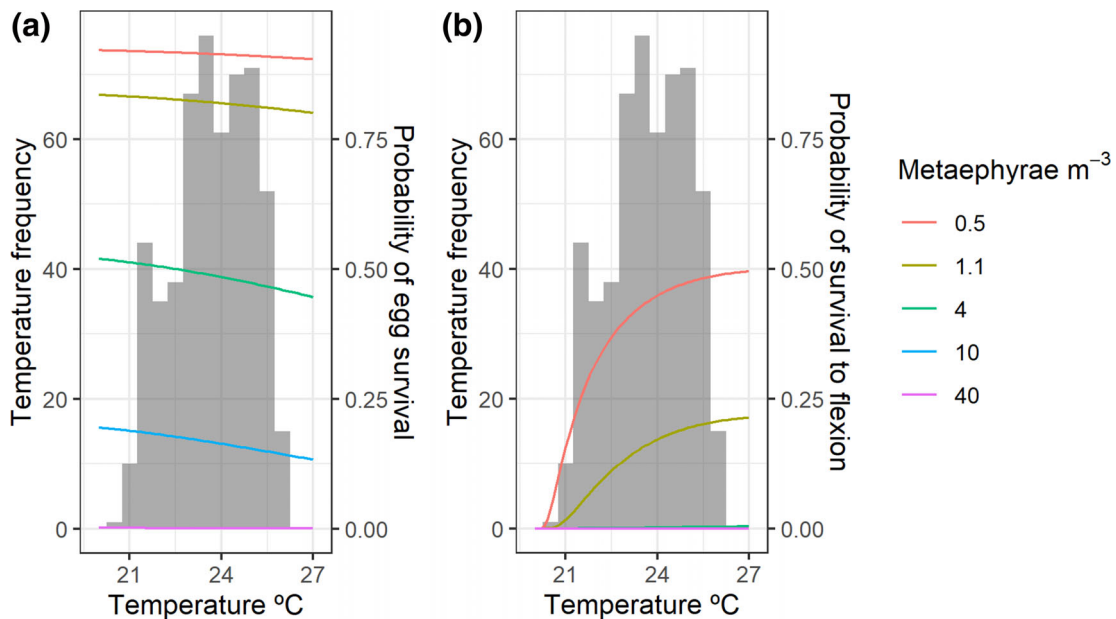 (a)
Temperature frequency
60
40
20
0
0.75
0.50
0.25
0.00
Probability of egg survival
21 24 27
Temperature ºC
(b)
Temperature frequency
60
40
20
0
0.75
0.50
0.25
0.00
Probability of survival to flexion
21 24 27
Temperature ºC
Metaephyrae m⁻³
0.5
1.1
4
10
40